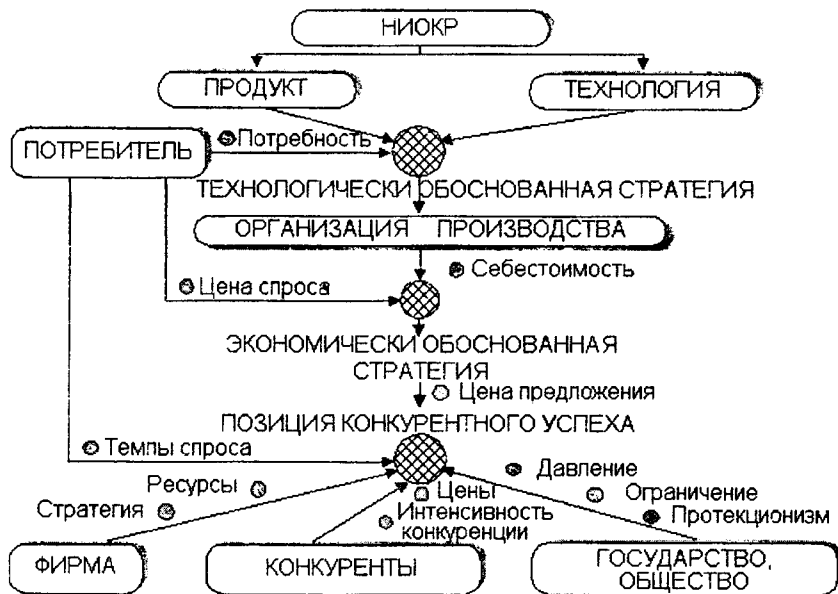 НИОКР
ПРОДУКТ
ТЕХНОЛОГИЯ
ПОТРЕБИТЕЛЬ
Потребность
ТЕХНОЛОГИЧЕСКИ ОБОСНОВАННАЯ СТРАТЕГИЯ
ОРГАНИЗАЦИЯ ПРОИЗВОДСТВА
Себестоимость
Цена спроса
ЭКОНОМИЧЕСКИ ОБОСНОВАННАЯ
СТРАТЕГИЯ
Цена предложения
ПОЗИЦИЯ КОНКУРЕНТНОГО УСПЕХА
Темпы спроса
Давление
Ресурсы
Цены
Ограничение
Стратегия
Интенсивность
конкуренции
Протекционизм
ФИРМА
КОНКУРЕНТЫ
ГОСУДАРСТВО,
ОБЩЕСТВО